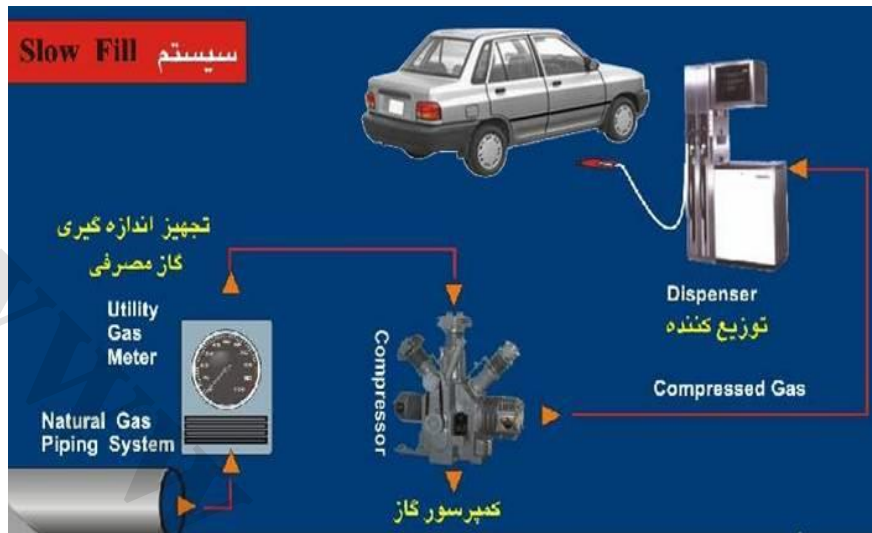 سیستم Slow Fill
تجهیز اندازه گیری
گاز مصرفی
Utility
Gas
Meter
Natural Gas
Piping System
Compressor
کمپرسور گاز
Dispenser
توزیع کننده
Compressed Gas